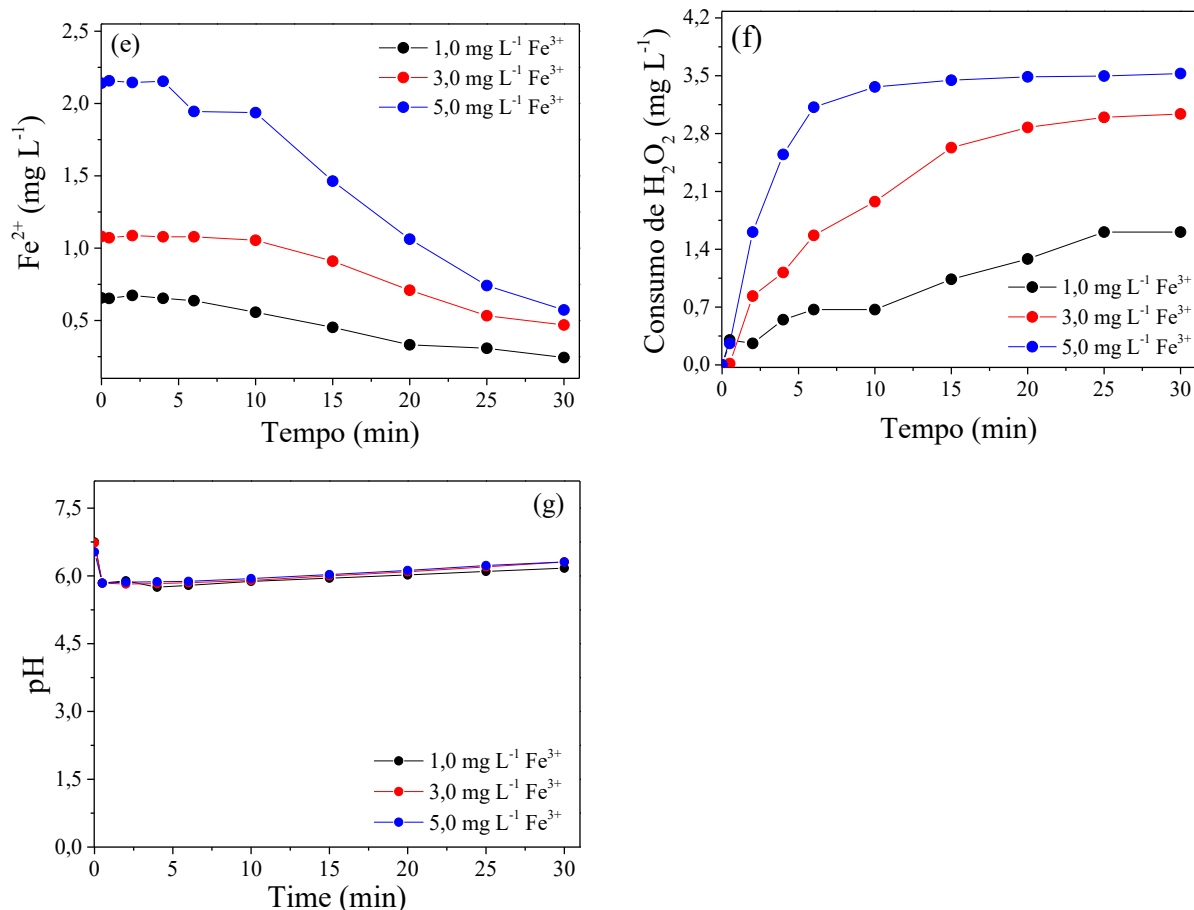 (e)
1,0 mg L⁻¹ Fe³⁺
3,0 mg L⁻¹ Fe³⁺
5,0 mg L⁻¹ Fe³⁺
2,5
2,0
1,5
1,0
0,5
Fe²⁺ (mg L⁻¹)
0 5 10 15 20 25 30
Tempo (min)
(f)
4,2
3,5
2,8
2,1
1,4
0,7
0,0
Consumo de H₂O₂ (mg L⁻¹)
1,0 mg L⁻¹ Fe³⁺
3,0 mg L⁻¹ Fe³⁺
5,0 mg L⁻¹ Fe³⁺
0 5 10 15 20 25 30
Tempo (min)
(g)
7,5
6,0
4,5
3,0
1,5
0,0
pH
1,0 mg L⁻¹ Fe³⁺
3,0 mg L⁻¹ Fe³⁺
5,0 mg L⁻¹ Fe³⁺
0 5 10 15 20 25 30
Time (min)